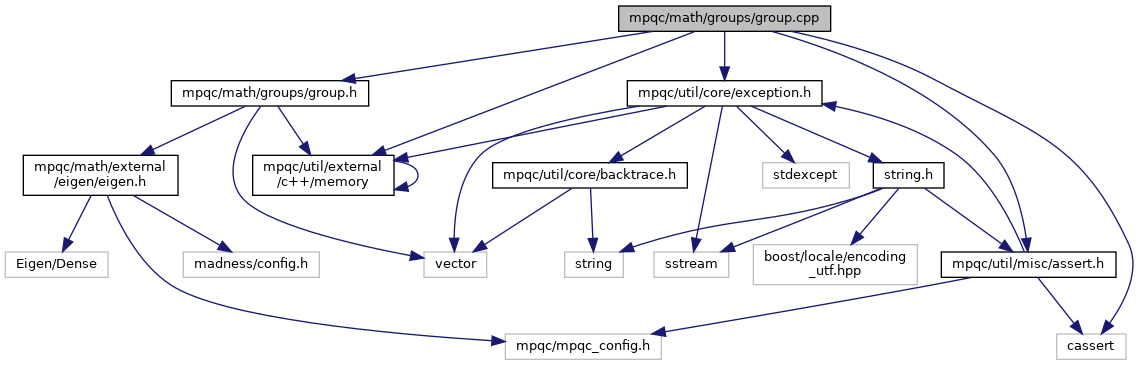 mpqc/math/groups/group.cpp
mpqc/math/groups/group.h
mpqc/util/core/exception.h
mpqc/math/external
/eigen/eigen.h
mpqc/util/external
/c++/memory
mpqc/util/core/backtrace.h
stdexcept
string.h
Eigen/Dense
madness/config.h
vector
string
sstream
boost/locale/encoding
_utf.hpp
mpqc/util/misc/assert.h
mpqc/mpqc_config.h
cassert